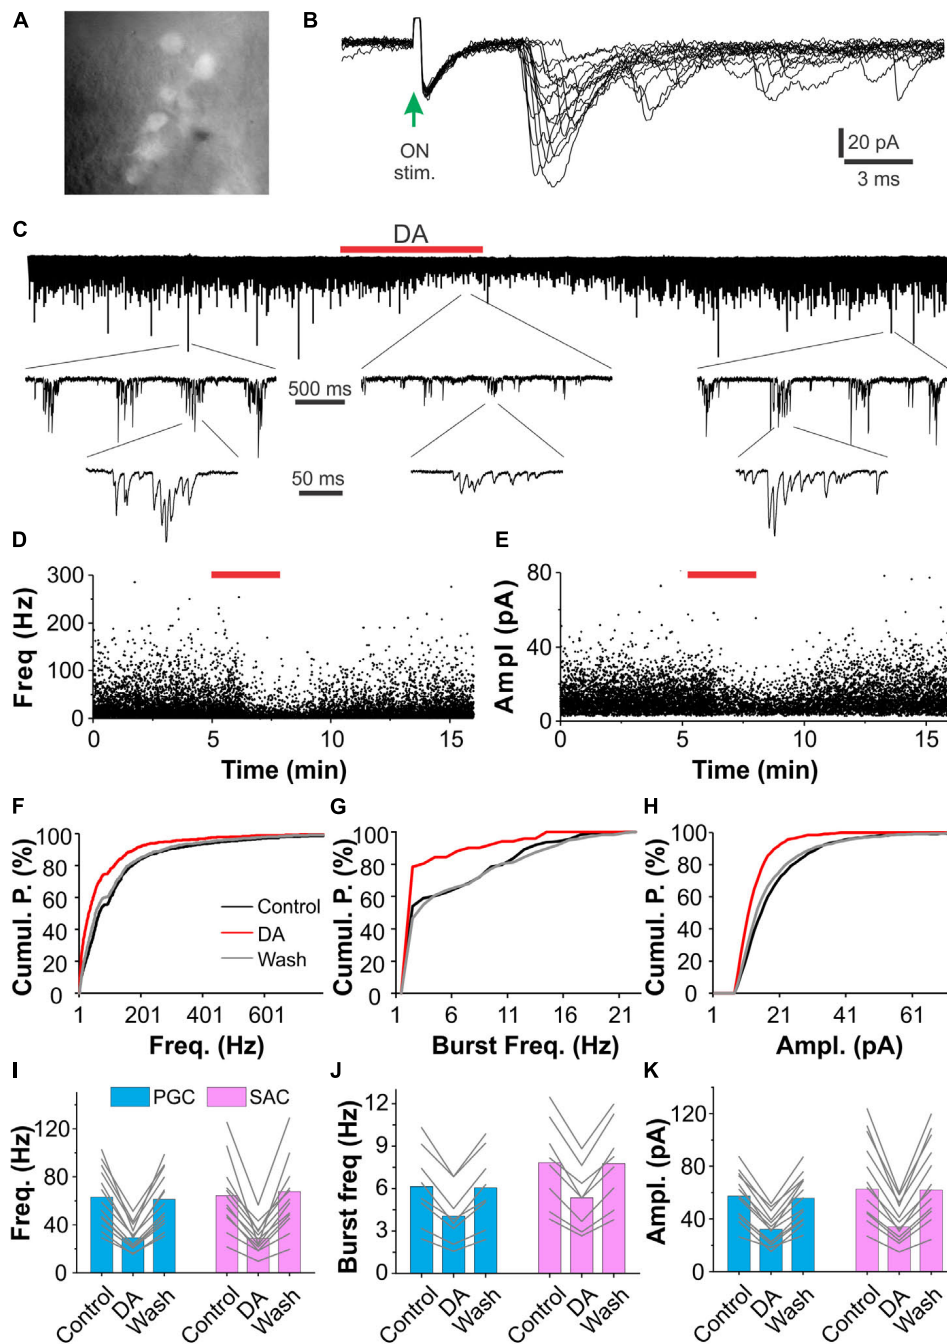 A
B
ON
stim.
20 pA
3 ms
C
DA
500 ms
50 ms
D
Freq (Hz)
300
200
100
0
0
5
10
15
Time (min)
E
Ampl (pA)
80
40
0
0
5
10
15
Time (min)
F
Cumul. P. (%)
100
80
60
40
20
0
Control
DA
Wash
1
201
401
601
Freq. (Hz)
G
Cumul. P. (%)
100
80
60
40
20
0
1
6
11
16
21
Burst Freq. (Hz)
H
Cumul. P. (%)
100
80
60
40
20
0
1
21
41
61
Ampl. (pA)
I
PGC
SAC
Freq. (Hz)
120
80
40
0
Control
DA
Wash
Control
DA
Wash
J
Burst freq (Hz)
12
9
6
3
0
Control
DA
Wash
Control
DA
Wash
K
Ampl. (pA)
120
80
40
0
Control
DA
Wash
Control
DA
Wash